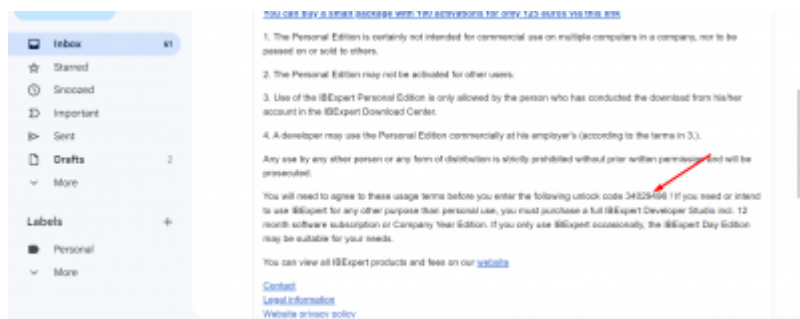 You can buy a small package with 100 activations for only 125 euros via this link
Inbox 61
1. The Personal Edition is certainly not intended for commercial use on multiple computers in a company, nor to be
passed on or sold to others.
Starred
2. The Personal Edition may not be activated for other users.
Snoozed
3. Use of the IBExpert Personal Edition is only allowed by the person who has conducted the download from his/her
account in the IBExpert Download Center.
Important
Sent
4. A developer may use the Personal Edition commercially at his employer's (according to the terms in 3.).
Drafts 2
Any use by any other person or any form of distribution is strictly prohibited without prior written permission and will be
prosecuted.
More
You will need to agree to these usage terms before you enter the following unlock code ! If you need or intend
to use IBExpert for any other purpose than personal use, you must purchase a full IBExpert Developer Studio incl. 12
month software subscription or Company Year Edition. If you only use IBExpert occasionally, the IBExpert Day Edition
may be suitable for your needs.
Labels +
Personal
You can view all IBExpert products and fees on our website
More
Contact
Legal information
Website privacy policy